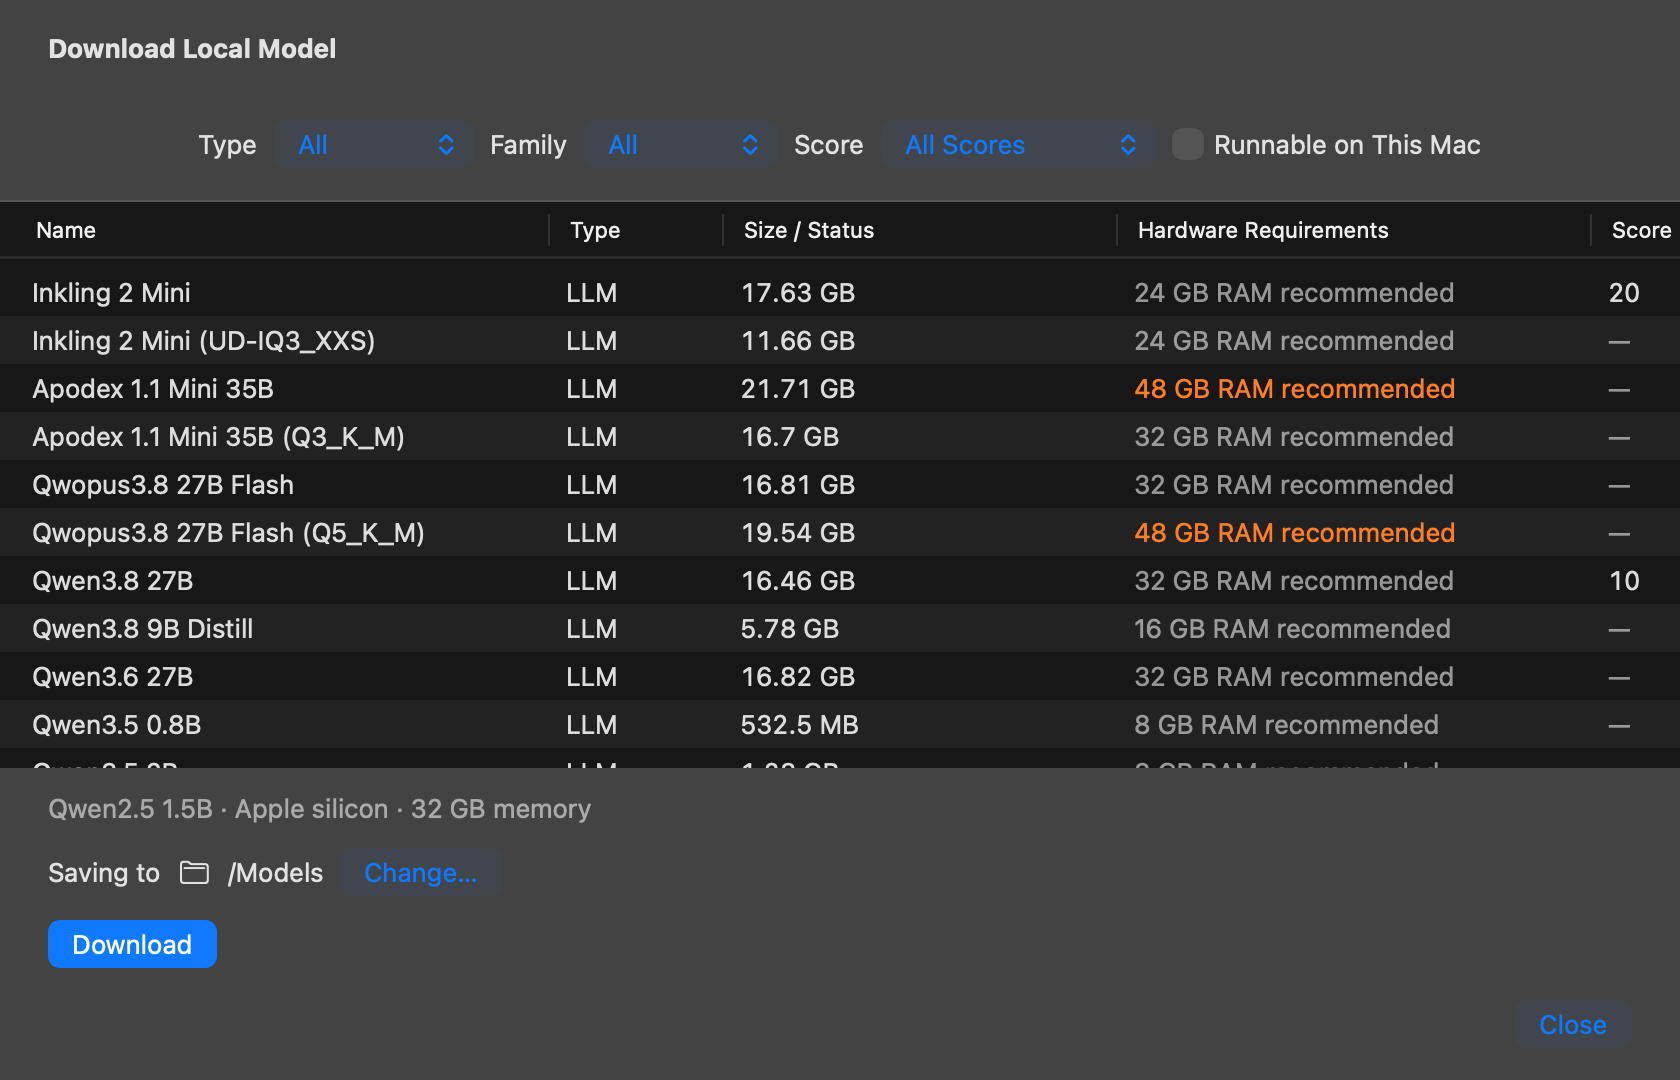 Download Local Model
Type All Family All Score All Scores Runnable on This Mac
Name Type Size / Status Hardware Requirements Score
Inkling 2 Mini LLM 17.63 GB 24 GB RAM recommended 20
Inkling 2 Mini (UD-IQ3_XXS) LLM 11.66 GB 24 GB RAM recommended —
Apodex 1.1 Mini 35B LLM 21.71 GB 48 GB RAM recommended —
Apodex 1.1 Mini 35B (Q3_K_M) LLM 16.7 GB 32 GB RAM recommended —
Qwopus3.8 27B Flash LLM 16.81 GB 32 GB RAM recommended —
Qwopus3.8 27B Flash (Q5_K_M) LLM 19.54 GB 48 GB RAM recommended —
Qwen3.8 27B LLM 16.46 GB 32 GB RAM recommended 10
Qwen3.8 9B Distill LLM 5.78 GB 16 GB RAM recommended —
Qwen3.6 27B LLM 16.82 GB 32 GB RAM recommended —
Qwen3.5 0.8B LLM 532.5 MB 8 GB RAM recommended —
Qwen2.5 1.5B · Apple silicon · 32 GB memory
Saving to /Models Change...
Download
Close